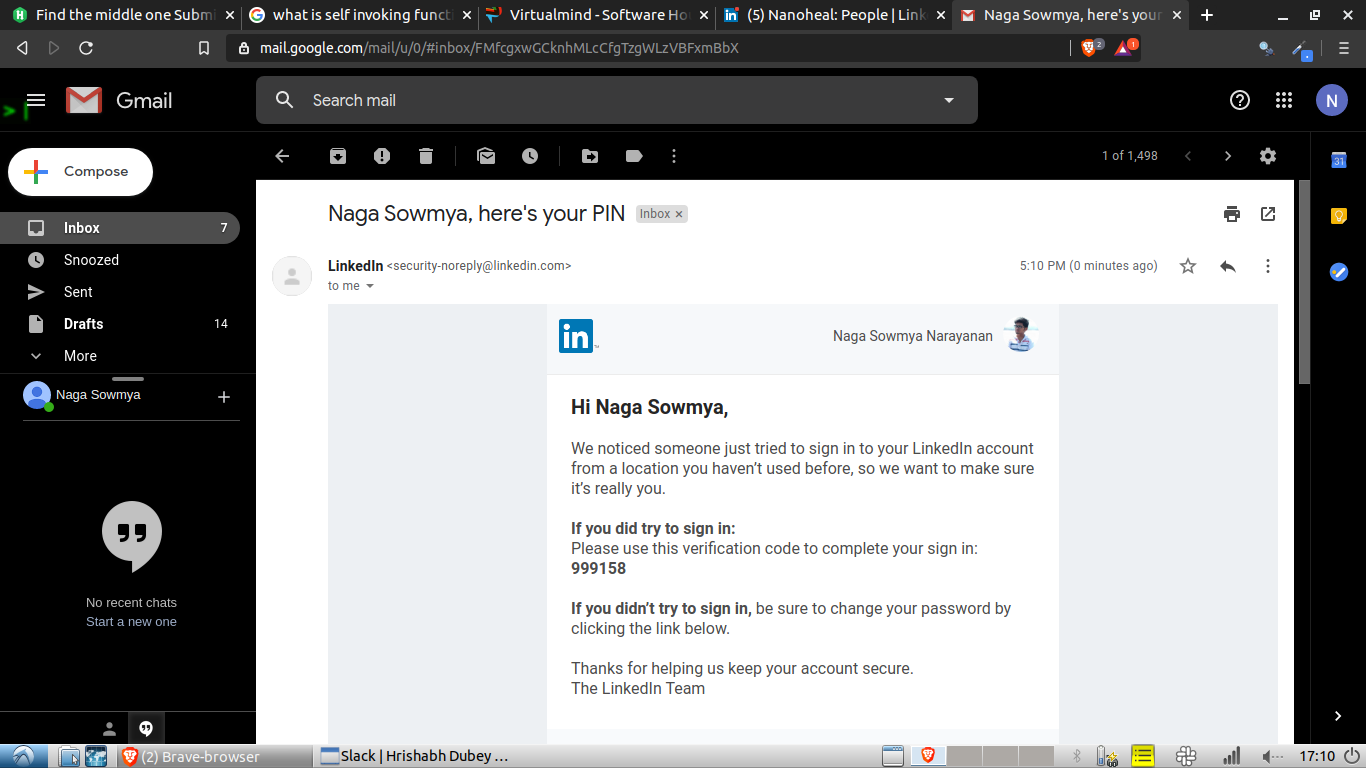 Find the middle one Submi
what is self invoking funct
Virtualmind - Software Ho
(5) Nanoheal: People | Link
Naga Sowmya, here's your
mail.google.com/mail/u/0/#inbox/FMfcgxwGCknhMLcCfgTzgWLzVBFxmBbX
2
1
Gmail
Search mail
N
Compose
1 of 1,498
31
Inbox 7
Snoozed
Sent
Drafts 14
More
Naga Sowmya
No recent chats
Start a new one
Naga Sowmya, here's your PIN Inbox
LinkedIn <security-noreply@linkedin.com> 5:10 PM (0 minutes ago)
to me
in Naga Sowmya Narayanan
Hi Naga Sowmya,
We noticed someone just tried to sign in to your LinkedIn account
from a location you haven’t used before, so we want to make sure
it’s really you.
If you did try to sign in:
Please use this verification code to complete your sign in:
999158
If you didn’t try to sign in, be sure to change your password by
clicking the link below.
Thanks for helping us keep your account secure.
The LinkedIn Team
(2) Brave-browser
Slack | Hrishabh Dubey ...
17:10